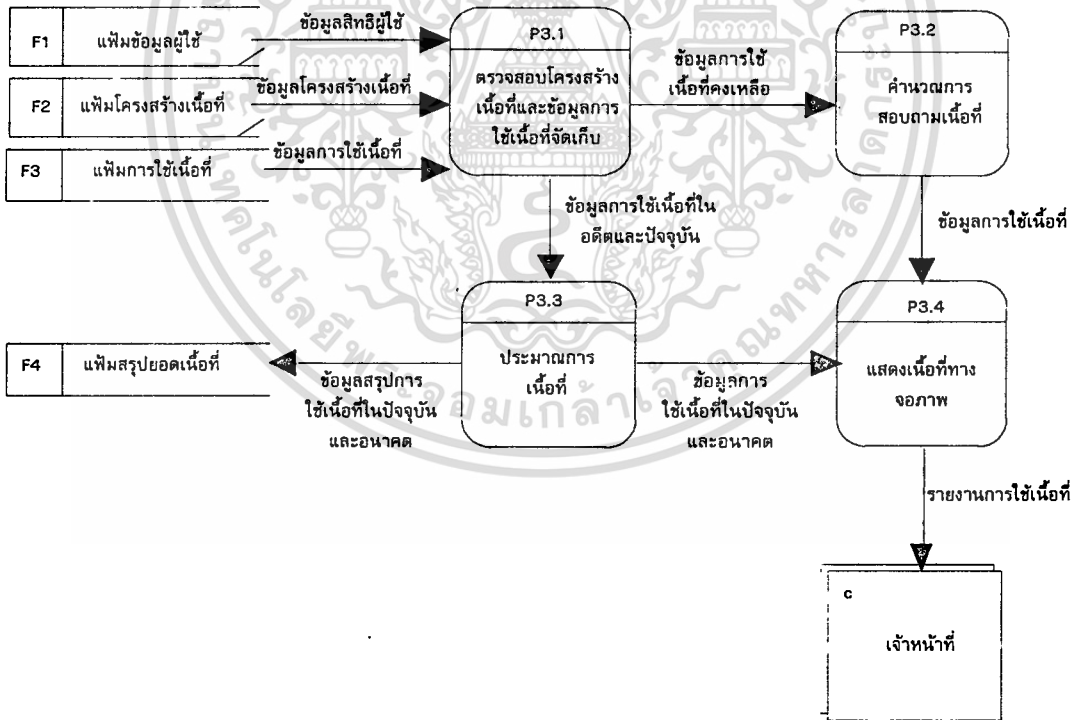 F1 แฟ้มข้อมูลผู้ใช้
ข้อมูลสิทธิผู้ใช้
F2 แฟ้มโครงสร้างเนื้อที่
ข้อมูลโครงสร้างเนื้อที่
F3 แฟ้มการใช้เนื้อที่
ข้อมูลการใช้เนื้อที่
P3.1
ตรวจสอบโครงสร้าง
เนื้อที่และข้อมูลการ
ใช้เนื้อที่จัดเก็บ
ข้อมูลการใช้
เนื้อที่คงเหลือ
P3.2
คำนวณการ
สอบถามเนื้อที่
ข้อมูลการใช้เนื้อที่ใน
อดีตและปัจจุบัน
ข้อมูลการใช้เนื้อที่
F4 แฟ้มสรุปยอดเนื้อที่
ข้อมูลสรุปการ
ใช้เนื้อที่ในปัจจุบัน
และอนาคต
P3.3
ประมาณการ
เนื้อที่
ข้อมูลการ
ใช้เนื้อที่ในปัจจุบัน
และอนาคต
P3.4
แสดงเนื้อที่ทาง
จอภาพ
รายงานการใช้เนื้อที่
c
เจ้าหน้าที่